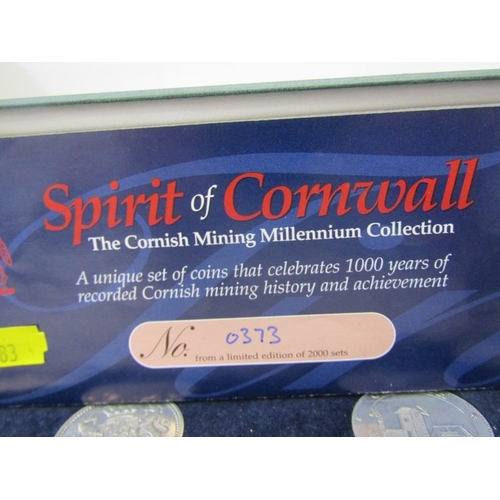 Spirit of Cornwall
The Cornish Mining Millennium Collection
A unique set of coins that celebrates 1000 years of
recorded Cornish mining history and achievement
No. 0373
from a limited edition of 2000 sets
83